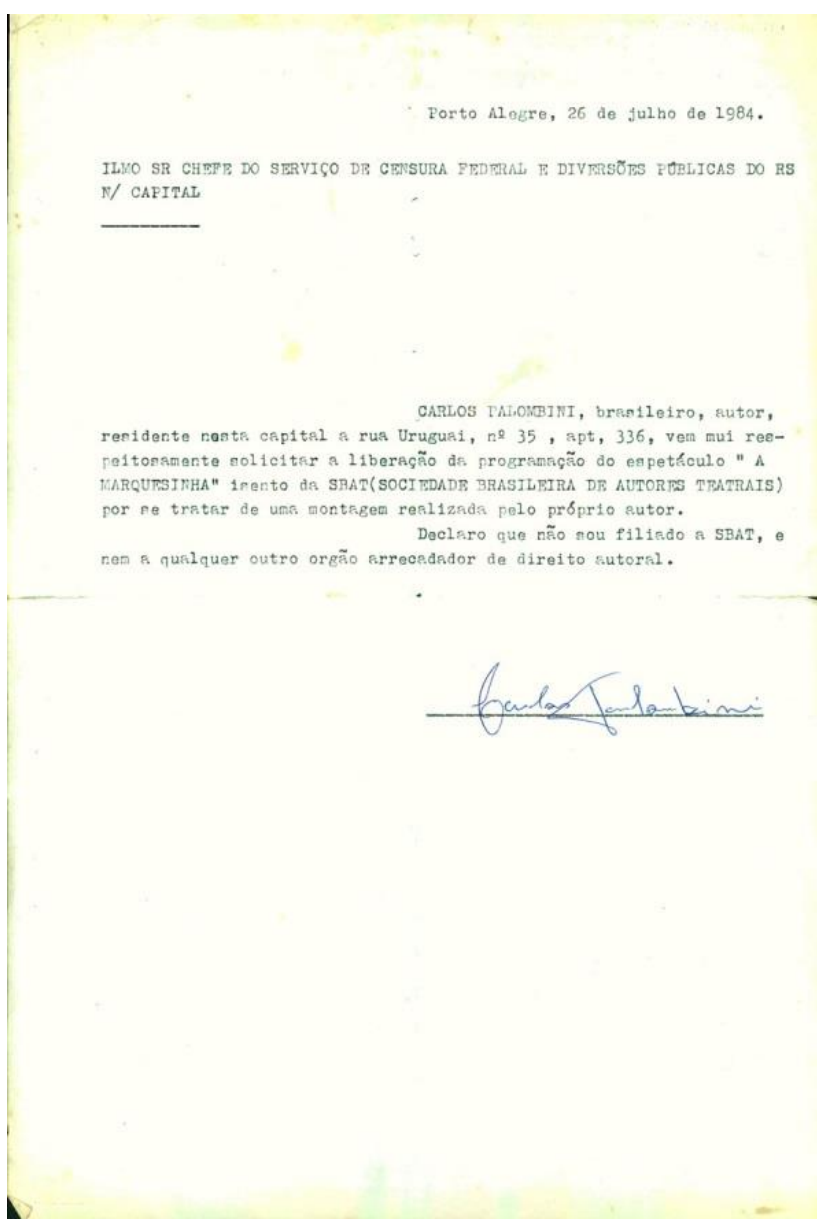 Porto Alegre, 26 de julho de 1984.
ILMO SR CHEFE DO SERVIÇO DE CENSURA FEDERAL E DIVERSÕES PÚBLICAS DO RS
N/ CAPITAL
CARLOS PALOMBINI, brasileiro, autor,
residente nesta capital a rua Uruguai, nº 35 , apt, 336, vem mui res-
peitosamente solicitar a liberação da programação do espetáculo " A
MARQUESINHA" isento da SBAT(SOCIEDADE BRASILEIRA DE AUTORES TEATRAIS)
por se tratar de uma montagem realizada pelo próprio autor.
Declaro que não sou filiado a SBAT, e
nem a qualquer outro orgão arrecadador de direito autoral.
Carlos Palombini